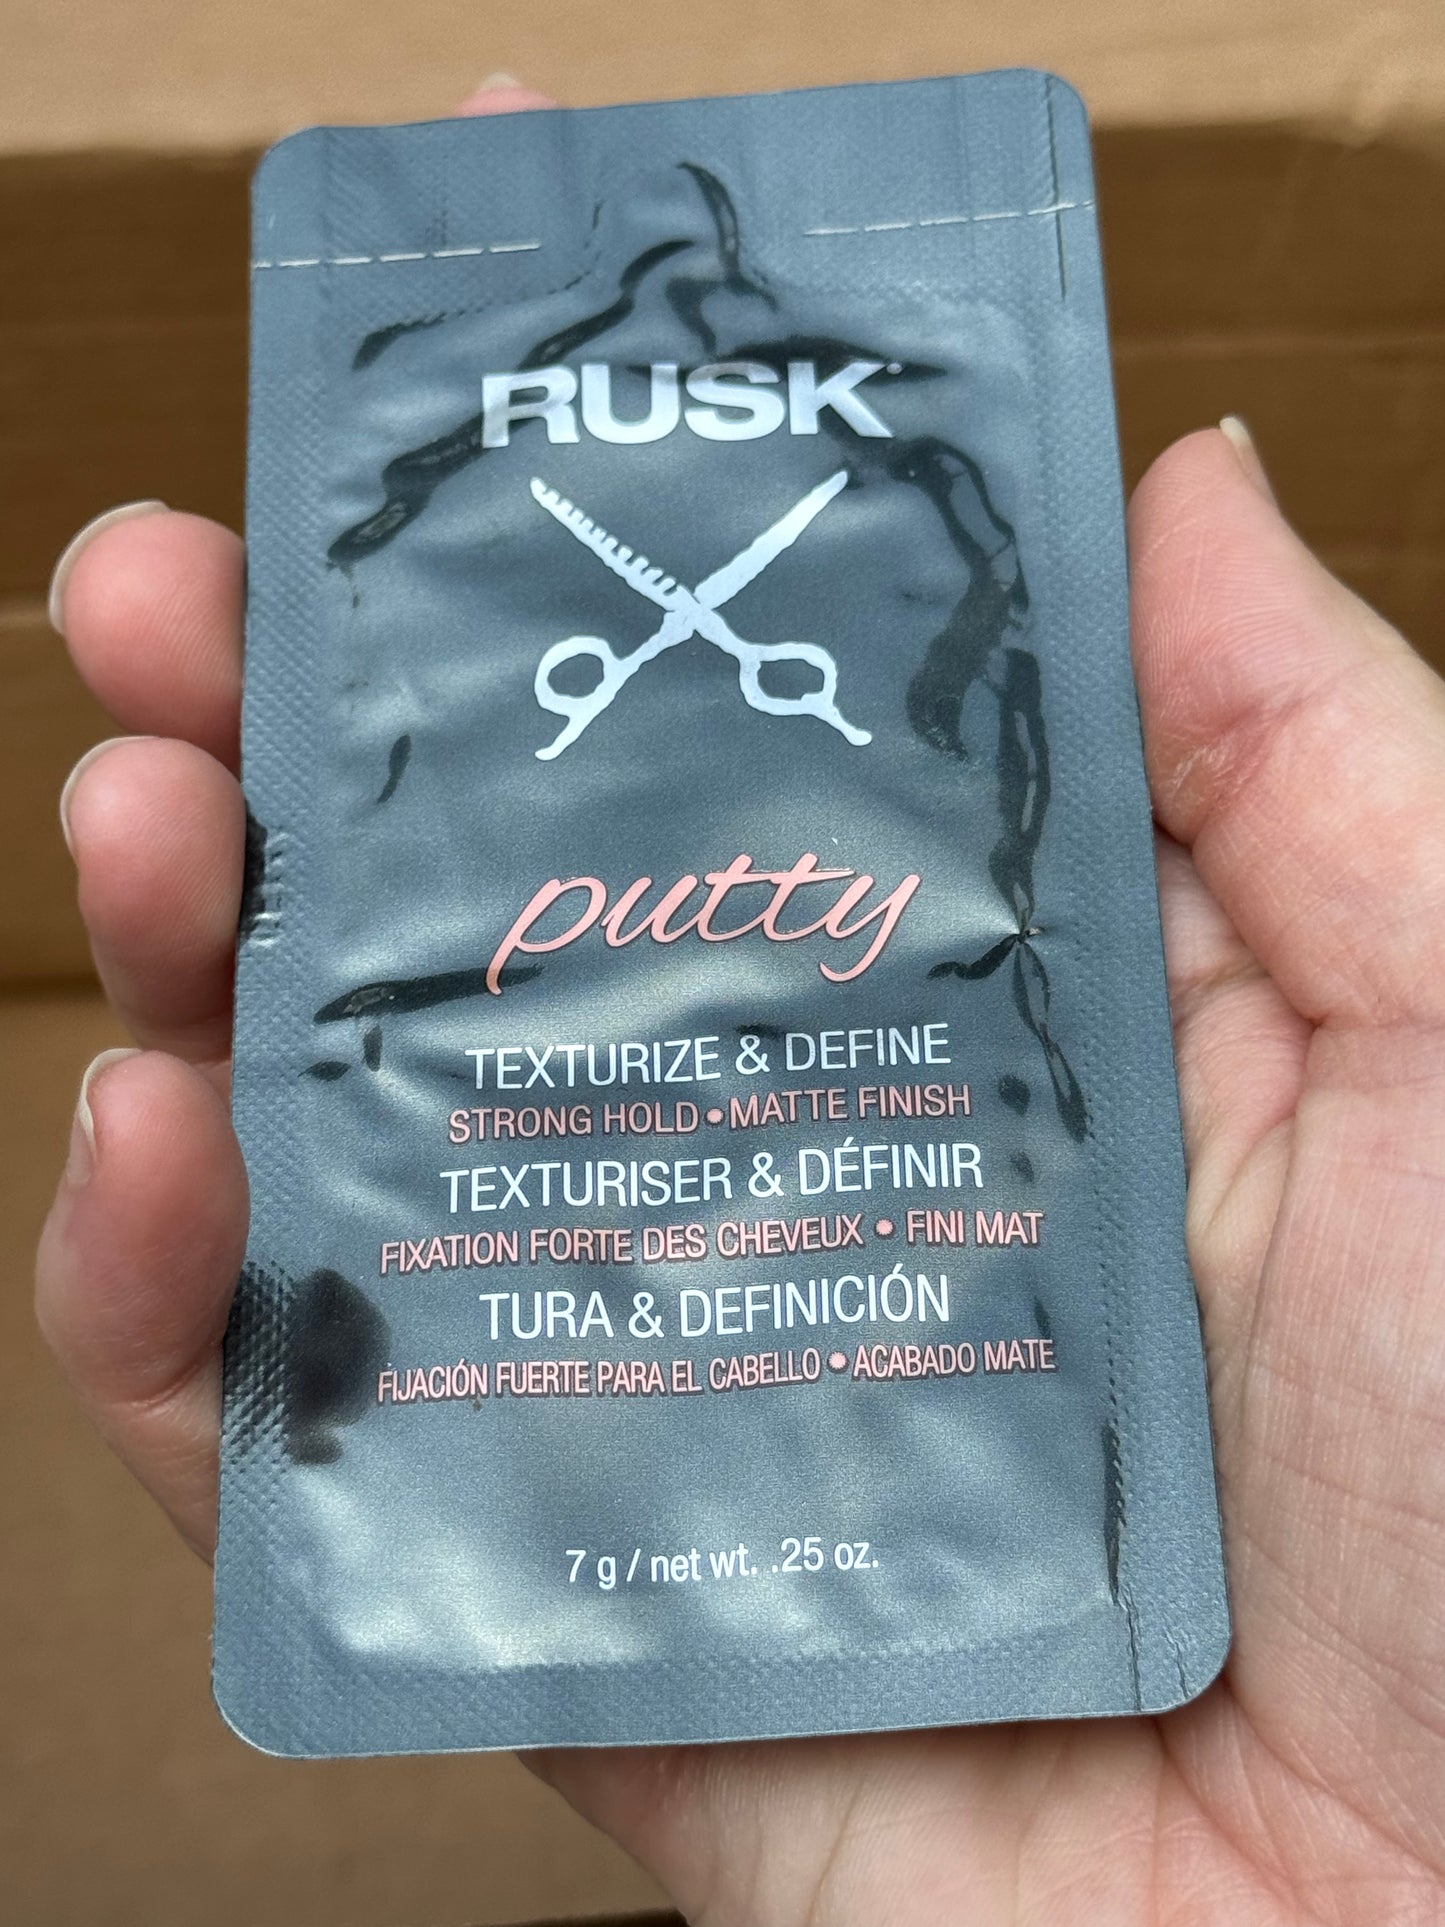 RUSK
putty
TEXTURIZE & DEFINE
STRONG HOLD • MATTE FINISH
TEXTURISER & DÉFINIR
FIXATION FORTE DES CHEVEUX • FINI MAT
TURA & DEFINICIÓN
FIJACIÓN FUERTE PARA EL CABELLO • ACABADO MATE
7 g / net wt. .25 oz.